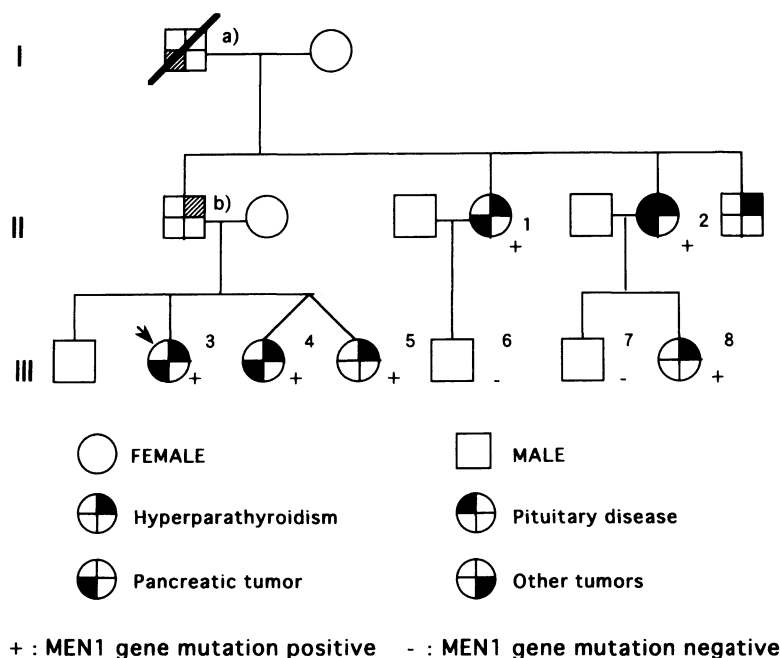 I
a)
II
b)
1
+
2
+
III
3
+
4
+
5
+
6
-
7
-
8
+
FEMALE
MALE
Hyperparathyroidism
Pituitary disease
Pancreatic tumor
Other tumors
+ : MEN1 gene mutation positive - : MEN1 gene mutation negative